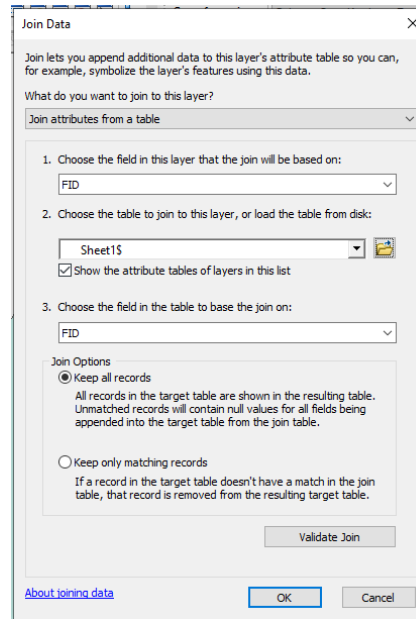 Join Data
Join lets you append additional data to this layer's attribute table so you can,
for example, symbolize the layer's features using this data.
What do you want to join to this layer?
Join attributes from a table
1. Choose the field in this layer that the join will be based on:
FID
2. Choose the table to join to this layer, or load the table from disk:
Sheet1$
Show the attribute tables of layers in this list
3. Choose the field in the table to base the join on:
FID
Join Options
Keep all records
All records in the target table are shown in the resulting table.
Unmatched records will contain null values for all fields being
appended into the target table from the join table.
Keep only matching records
If a record in the target table doesn't have a match in the join
table, that record is removed from the resulting target table.
Validate Join
About joining data
OK
Cancel